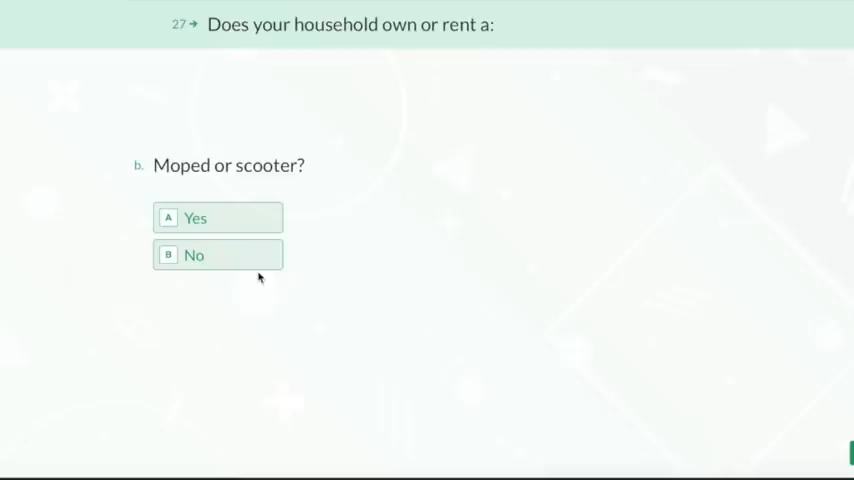 27→ Does your household own or rent a:
b. Moped or scooter?
A Yes
B No